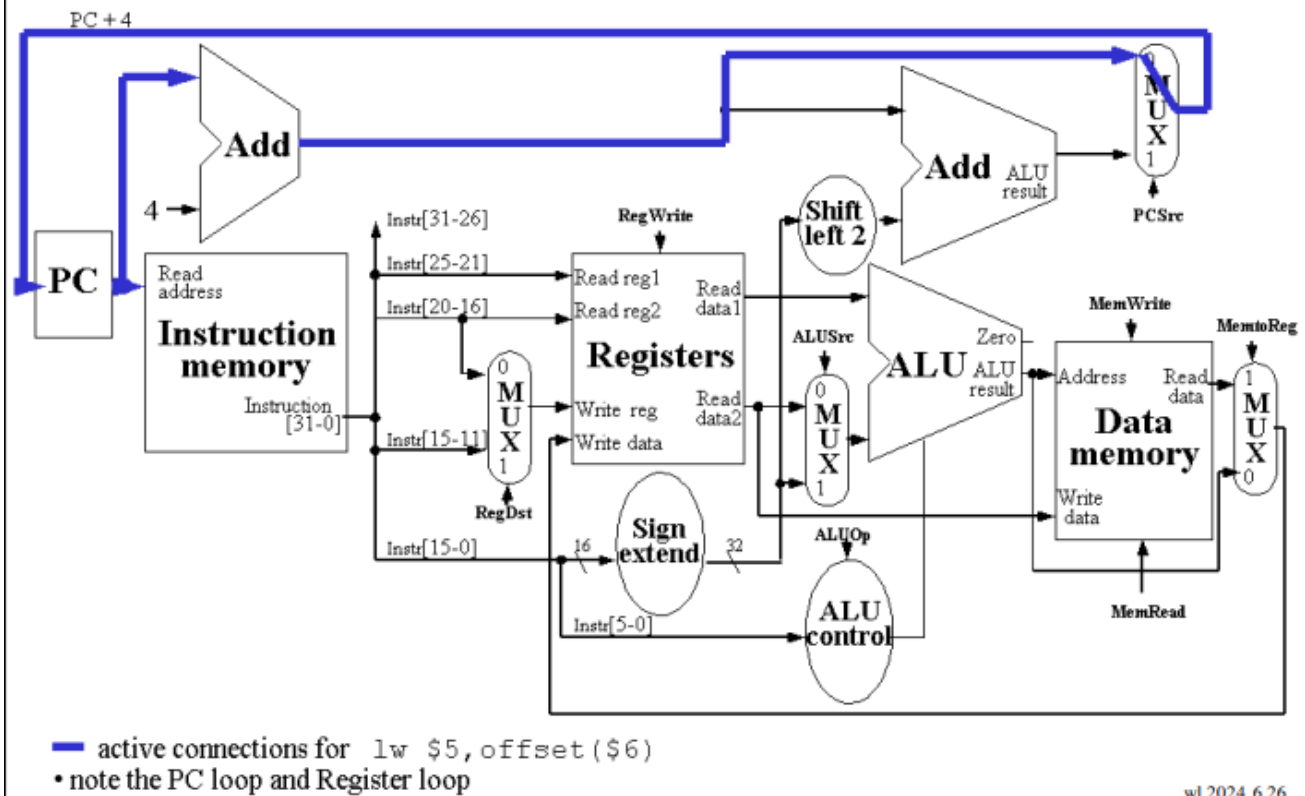 PC + 4
0
M
U
X
1
PCSrc
Add
Add
ALU
result
4
Shift
left 2
Instr[31-26]
RegWrite
PC
Read
address
Instruction
memory
Instruction
[31-0]
Instr[25-21]
Instr[20-16]
Instr[15-11]
0
M
U
X
1
RegDst
Read reg1
Read reg2
Registers
Write reg
Write data
Read
data1
Read
data2
ALUSrc
0
M
U
X
1
Zero
ALU
ALU
result
MemWrite
Address
Read
data
Data
memory
Write
data
MemRead
MemtoReg
1
M
U
X
0
Instr[15-0]
16
Sign
extend
32
ALUOp
ALU
control
Instr[5-0]
active connections for lw $5,offset($6)
• note the PC loop and Register loop
wl 2024 6.26